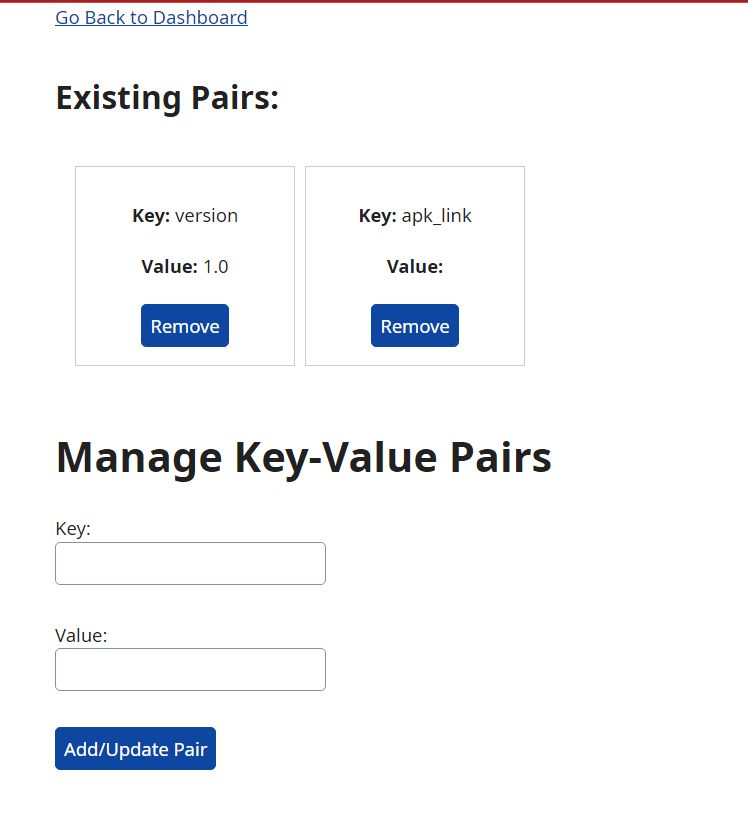 Go Back to Dashboard
Existing Pairs:
Key: version
Value: 1.0
Remove
Key: apk_link
Value:
Remove
Manage Key-Value Pairs
Key:
Value:
Add/Update Pair